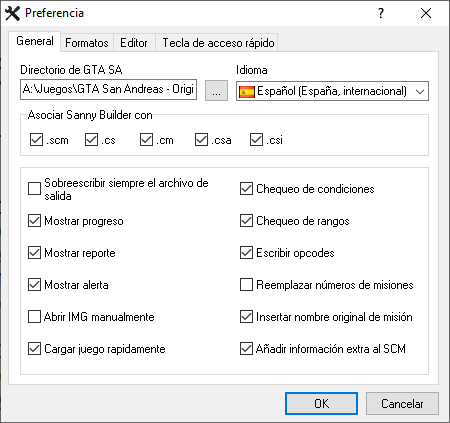 Preferencia
?
General Formatos Editor Tecla de acceso rápido
Directorio de GTA SA
Idioma
A:\Juegos\GTA San Andreas - Origi
...
Español (España, internacional)
Asociar Sanny Builder con
.scm .cs .cm .csa .csi
Sobreescribir siempre el archivo de
salida
Mostrar progreso
Mostrar reporte
Mostrar alerta
Abrir IMG manualmente
Cargar juego rapidamente
Chequeo de condiciones
Chequeo de rangos
Escribir opcodes
Reemplazar números de misiones
Insertar nombre original de misión
Añadir información extra al SCM
OK Cancelar